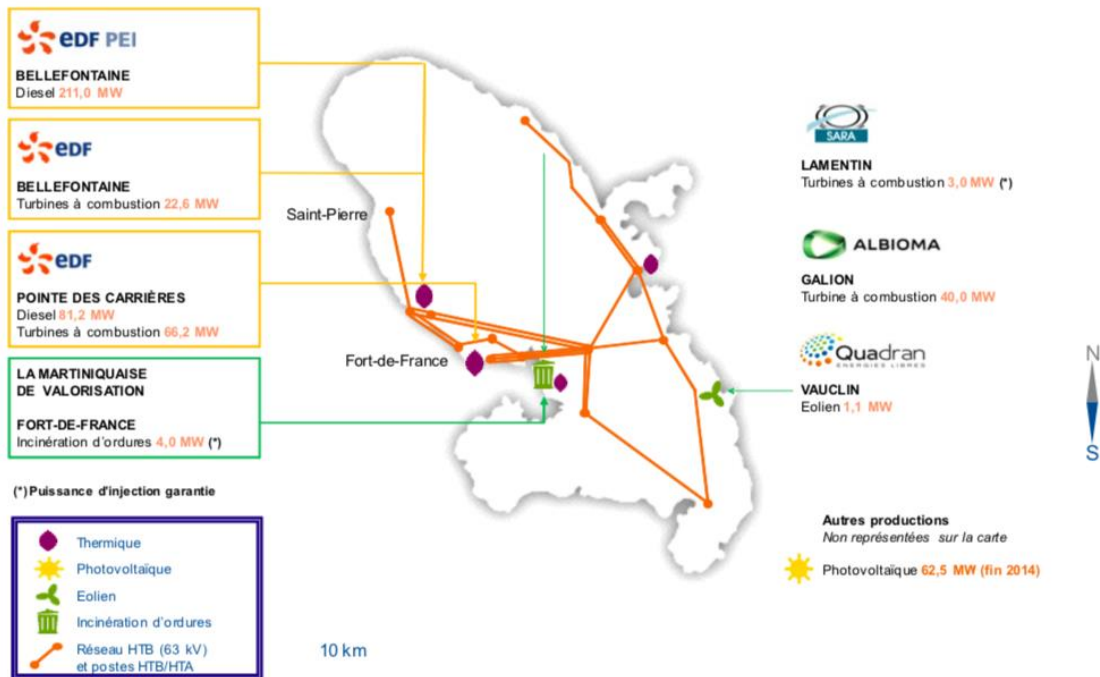 eDF PEI
BELLEFONTAINE
Diesel 211,0 MW
eDF
BELLEFONTAINE
Turbines à combustion 22,6 MW
eDF
POINTE DES CARRIÈRES
Diesel 81,2 MW
Turbines à combustion 66,2 MW
LA MARTINIQUAISE
DE VALORISATION
FORT-DE-FRANCE
Incinération d'ordures 4,0 MW (*)
(*) Puissance d'injection garantie
Thermique
Photovoltaïque
Eolien
Incinération d'ordures
Réseau HTB (63 kV)
et postes HTB/HTA
Saint-Pierre
Fort-de-France
10 km
SARA
LAMENTIN
Turbines à combustion 3,0 MW (*)
ALBIOMA
GALION
Turbine à combustion 40,0 MW
Quadran
ENERGIES LIBRES
VAUCLIN
Eolien 1,1 MW
N
S
Autres productions
Non représentées sur la carte
Photovoltaïque 62,5 MW (fin 2014)